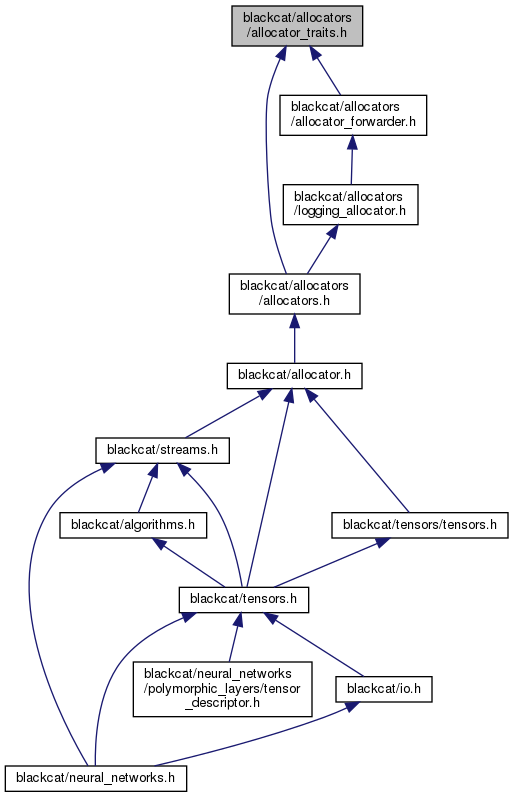 blackcat/allocators
/allocator_traits.h
blackcat/allocators
/allocator_forwarder.h
blackcat/allocators
/logging_allocator.h
blackcat/allocators
/allocators.h
blackcat/allocator.h
blackcat/streams.h
blackcat/algorithms.h
blackcat/tensors/tensors.h
blackcat/tensors.h
blackcat/neural_networks
/polymorphic_layers/tensor
_descriptor.h
blackcat/io.h
blackcat/neural_networks.h